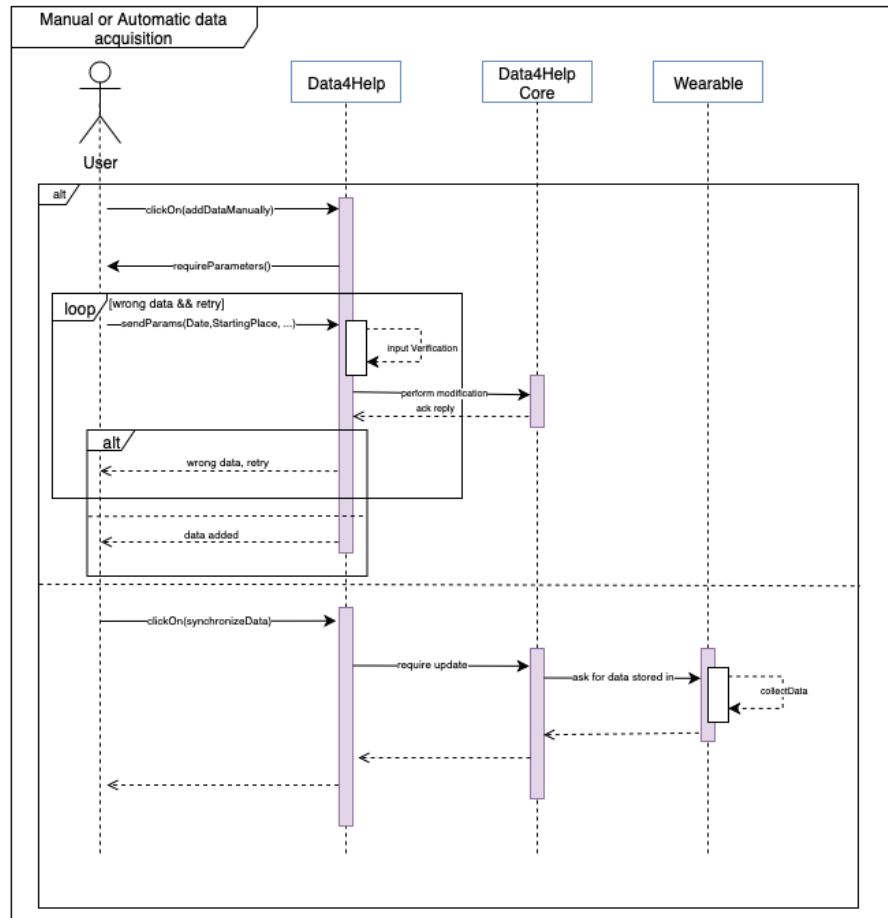 Manual or Automatic data
acquisition
Data4Help
Data4Help
Core
Wearable
User
alt
clickOn(addDataManually)
requireParameters()
loop
[wrong data && retry]
sendParams(Date,StartingPlace, ...)
input Verification
perform modification
ack reply
alt
wrong data, retry
data added
clickOn(synchronizeData)
require update
ask for data stored in
collectData